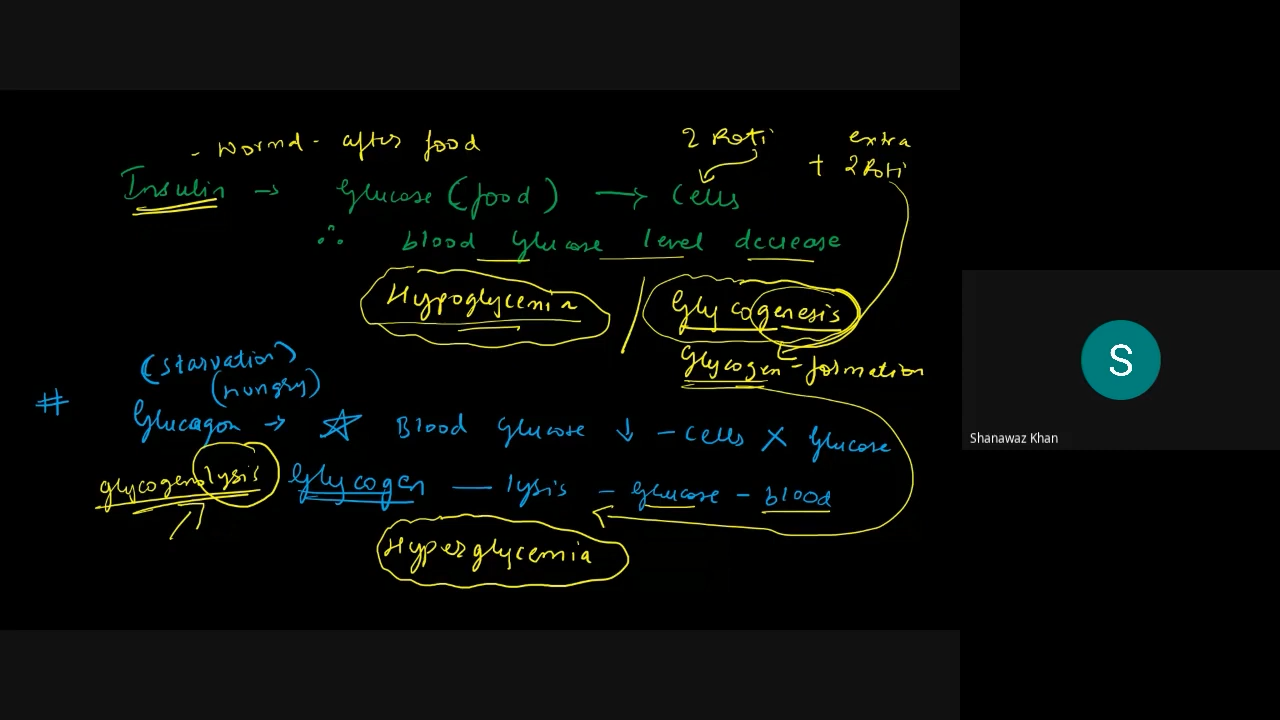 - Normal - after food
2 Roti
extra
+ 2 Roti
Insulin → Glucose (food) → Cells
∴ blood glucose level decrease
Hypoglycemia / Glycogenesis
Glycogen - formation
(starvation)
(hungry)
# Glucagon → ☆ Blood Glucose ↓ - cells X Glucose
glycogenolysis Glycogen — lysis - glucose - blood
Hyperglycemia
S
Shanawaz Khan